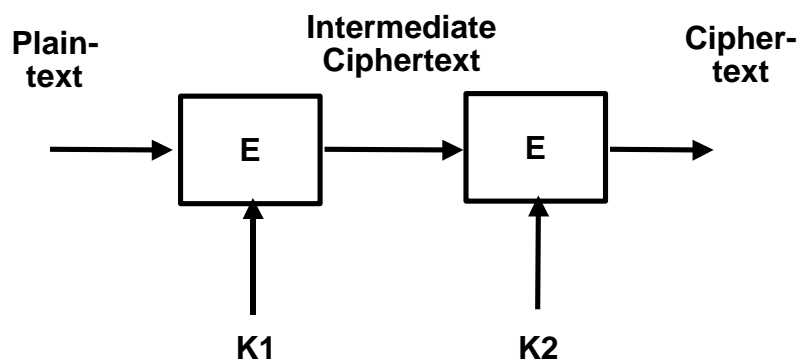 Plain-
text
Intermediate
Ciphertext
Cipher-
text
E
E
K1
K2